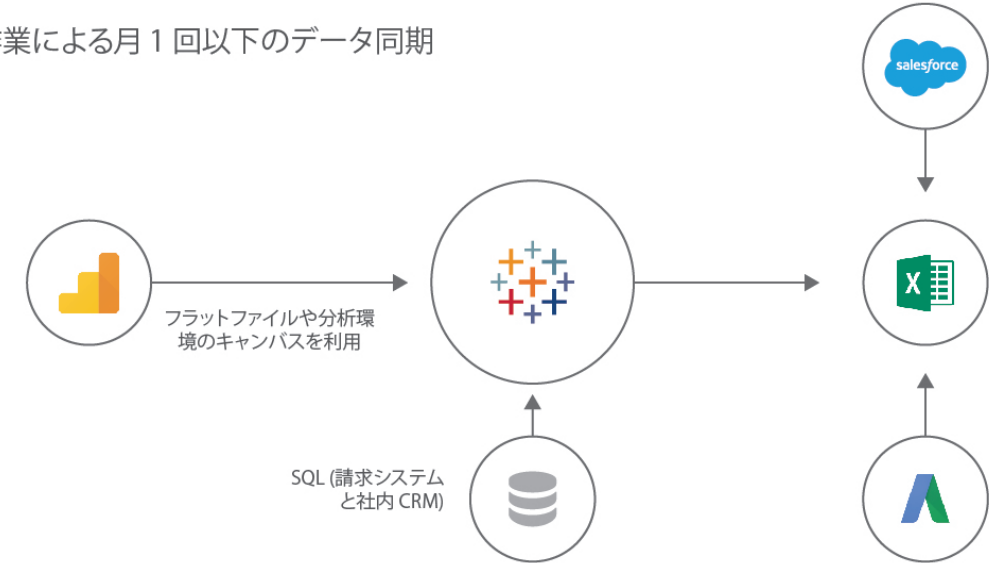 業による月 1 回以下のデータ同期
salesforce
フラットファイルや分析環
境のキャンバスを利用
X
SQL (請求システム
と社内 CRM)